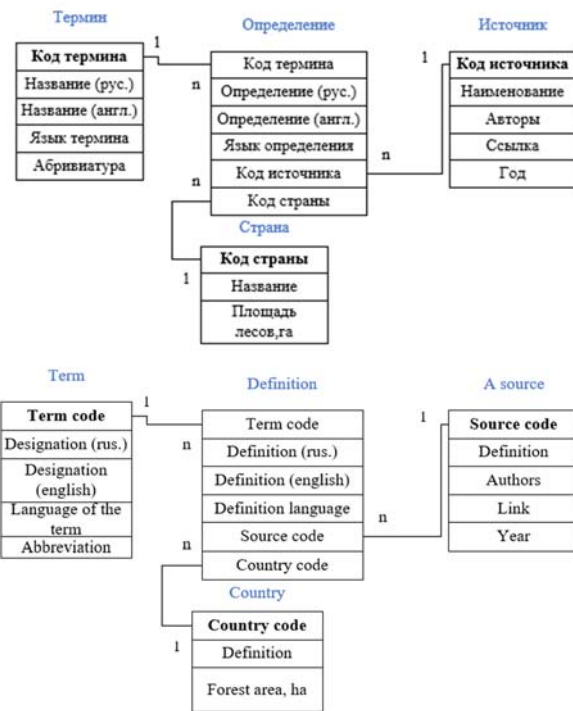 Термин
1
Код термина
Название (рус.)
Название (англ.)
Язык термина
Абривиатура
Определение
n
Код термина
Определение (рус.)
Определение (англ.)
Язык определения
n
Код источника
n
Код страны
Источник
1
Код источника
Наименование
Авторы
Ссылка
Год
Страна
1
Код страны
Название
Площадь
лесов,га
Term
1
Term code
Designation (rus.)
Designation
(english)
Language of the
term
Abbreviation
Definition
n
Term code
Definition (rus.)
Definition (english)
Definition language
n
Source code
n
Country code
A source
1
Source code
Definition
Authors
Link
Year
Country
1
Country code
Definition
Forest area, ha